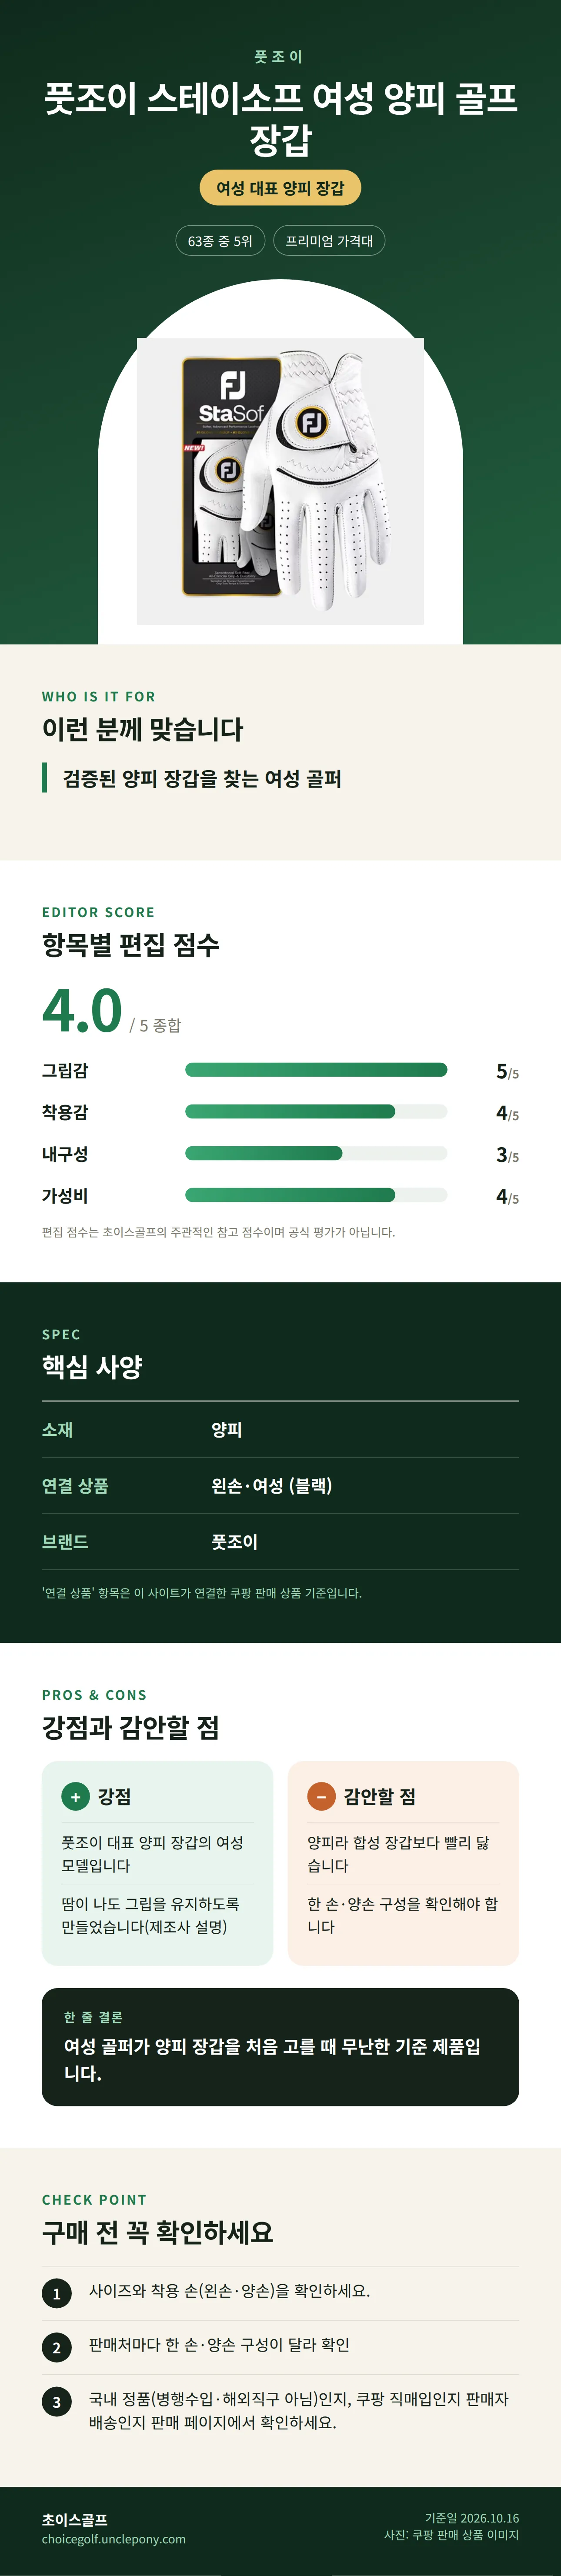 풋조이
풋조이 스테이소프 여성 양피 골프
장갑
여성 대표 양피 장갑
63종 중 5위
프리미엄 가격대
FJ
StaSof
NEW!
FJ
FJ
FJ
WHO IS IT FOR
이런 분께 맞습니다
검증된 양피 장갑을 찾는 여성 골퍼
EDITOR SCORE
항목별 편집 점수
4.0 / 5 종합
그립감 5/5
착용감 4/5
내구성 3/5
가성비 4/5
편집 점수는 초이스골프의 주관적인 참고 점수이며 공식 평가가 아닙니다.
SPEC
핵심 사양
소재 양피
연결 상품 왼손·여성 (블랙)
브랜드 풋조이
'연결 상품' 항목은 이 사이트가 연결한 쿠팡 판매 상품 기준입니다.
PROS & CONS
강점과 감안할 점
+ 강점
풋조이 대표 양피 장갑의 여성
모델입니다
땀이 나도 그립을 유지하도록
만들었습니다(제조사 설명)
− 감안할 점
양피라 합성 장갑보다 빨리 닳
습니다
한 손·양손 구성을 확인해야 합
니다
한 줄 결론
여성 골퍼가 양피 장갑을 처음 고를 때 무난한 기준 제품입
니다.
CHECK POINT
구매 전 꼭 확인하세요
1 사이즈와 착용 손(왼손·양손)을 확인하세요.
2 판매처마다 한 손·양손 구성이 달라 확인
3 국내 정품(병행수입·해외직구 아님)인지, 쿠팡 직매입인지 판매자
배송인지 판매 페이지에서 확인하세요.
초이스골프
choicegolf.unclepony.com
기준일 2026.10.16
사진: 쿠팡 판매 상품 이미지